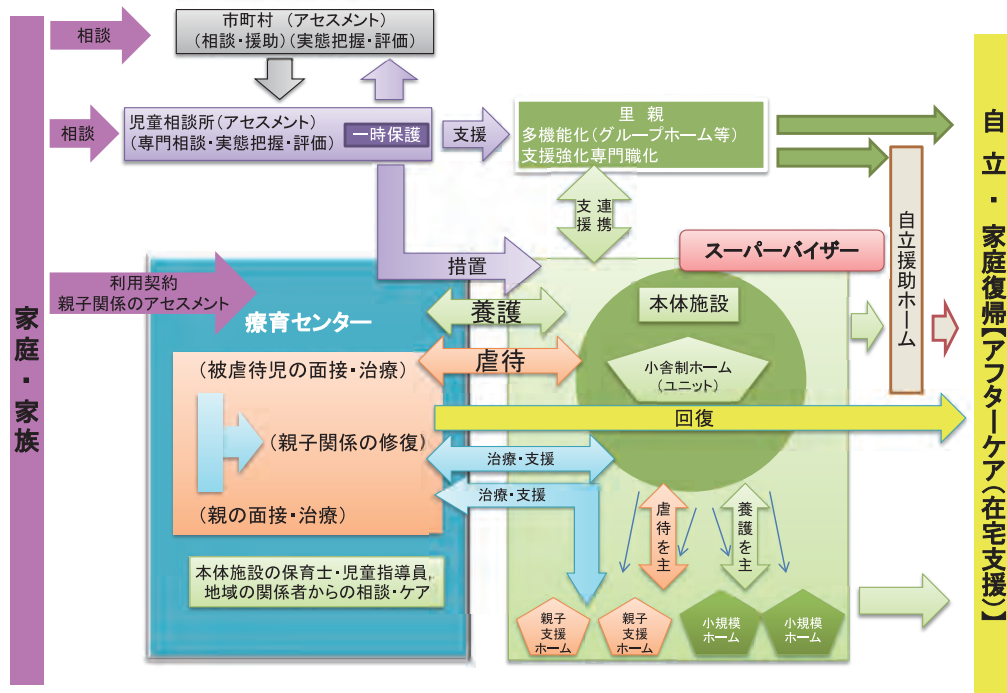 家庭・家族
相談
市町村 (アセスメント)
(相談・援助)(実態把握・評価)
相談
児童相談所(アセスメント)
(専門相談・実態把握・評価)
一時保護
支援
里 親
多機能化(グループホーム等)
支援強化専門職化
支援
連携
措置
スーパーバイザー
自立援助ホーム
自立・家庭復帰【アフターケア(在宅支援)】
利用契約
親子関係のアセスメント
療育センター
養護
本体施設
虐待
小舎制ホーム
(ユニット)
(被虐待児の面接・治療)
回復
(親子関係の修復)
治療・支援
治療・支援
(親の面接・治療)
虐待を主
養護を主
本体施設の保育士・児童指導員,
地域の関係者からの相談・ケア
親子
支援
ホーム
親子
支援
ホーム
小規模
ホーム
小規模
ホーム